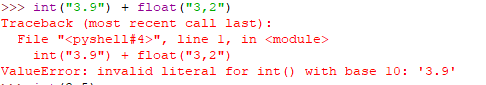 >>> int("3.9") + float("3,2")
Traceback (most recent call last):
  File "<pyshell#4>", line 1, in <module>
    int("3.9") + float("3,2")
ValueError: invalid literal for int() with base 10: '3.9'